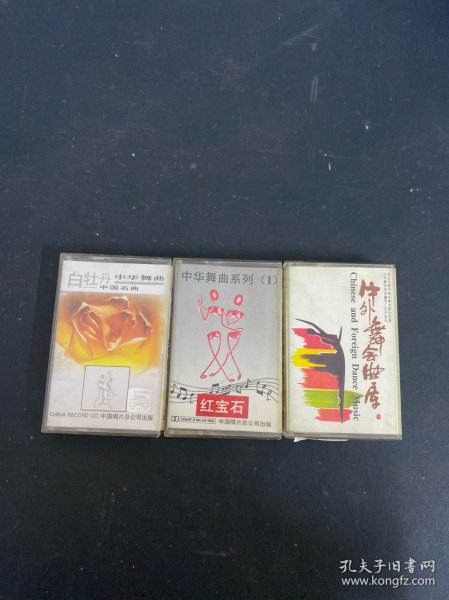 白牡丹
中华舞曲
中国名曲
CHINA RECORD CO. 中国唱片总公司出版
中华舞曲系列（1）
红宝石
DOLBY B NR
中国唱片总公司出版
中外舞会曲库
Chinese and Foreign Dance Music
孔夫子旧书网
www.kongfz.com